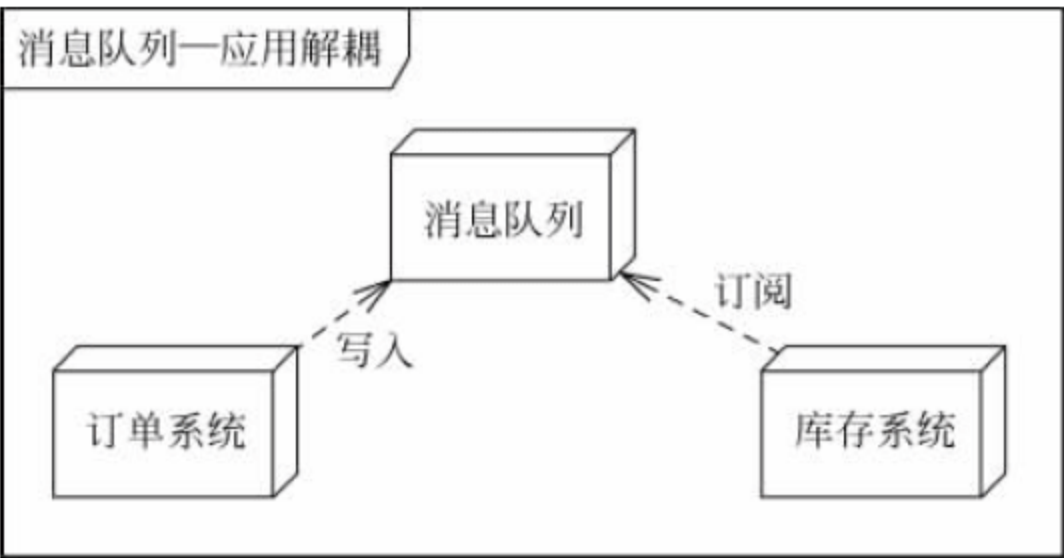 消息队列—应用解耦
消息队列
订阅
写入
订单系统
库存系统